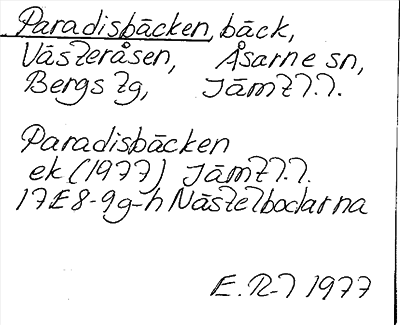 Paradisbäcken, bäck,
Västeråsen, Åsarne sn,
Bergs tg, Jämtl.l.
Paradisbäcken
ek (1977) Jämtl.l.
17E 8-9g-h Nästelbodarna
E.R-l 1977